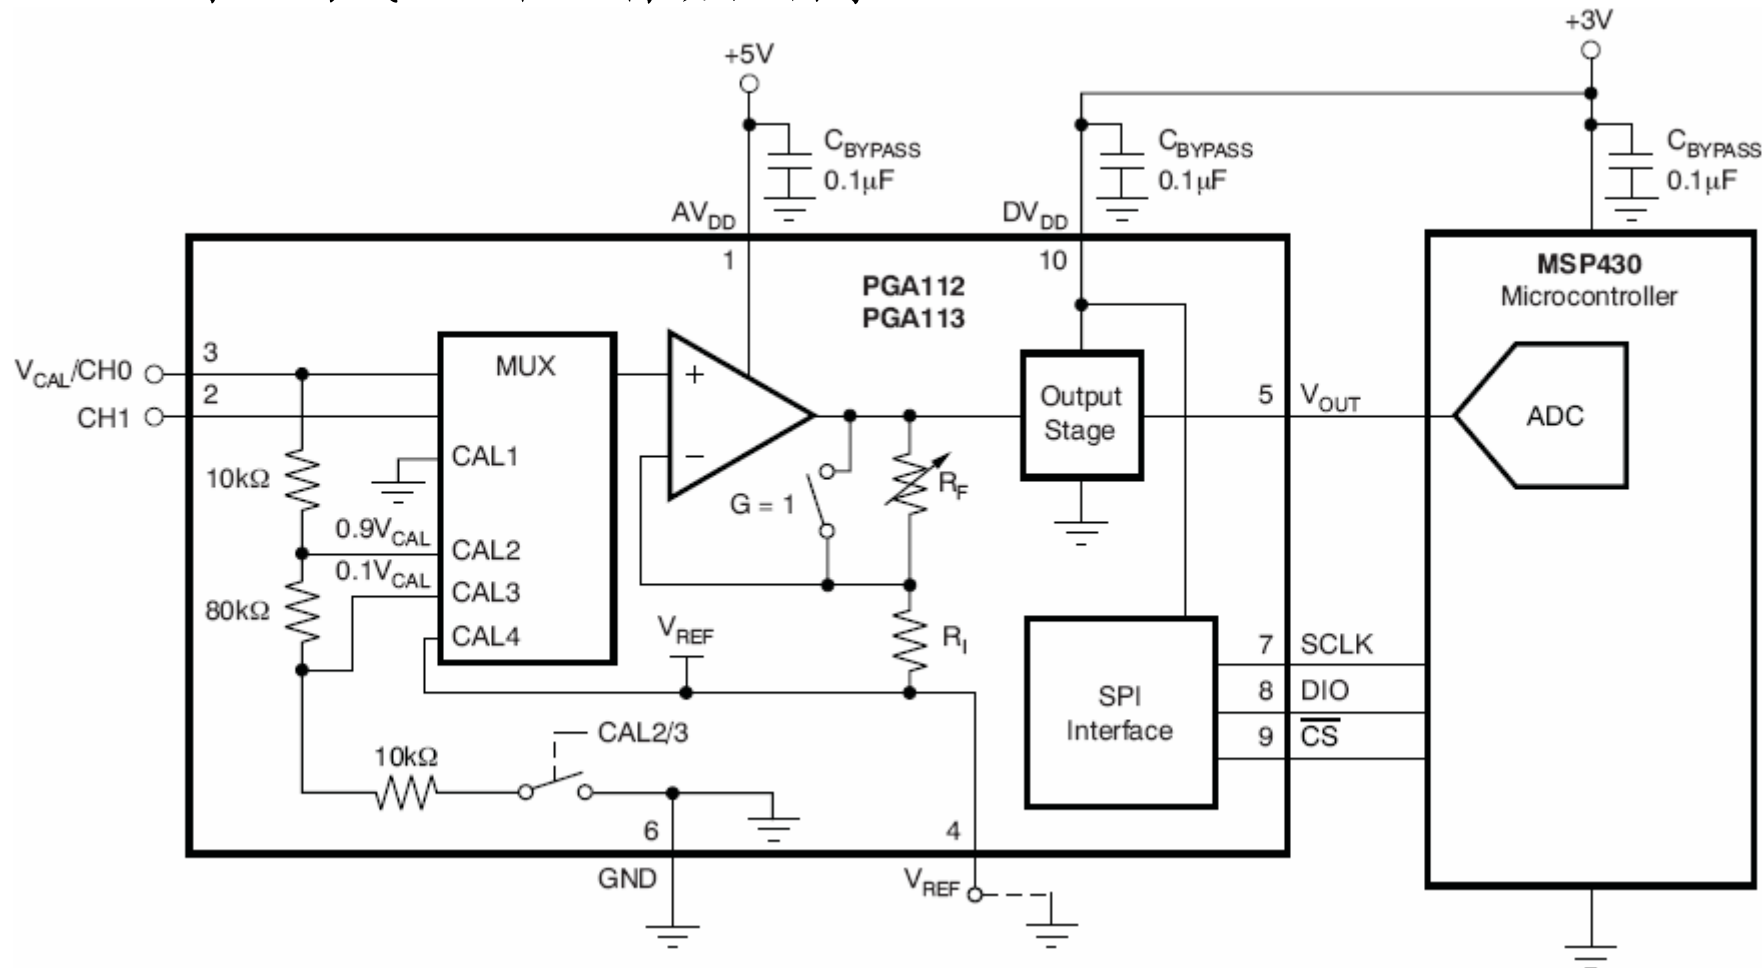 +3V
+5V
CBYPASS
0.1µF
CBYPASS
0.1µF
CBYPASS
0.1µF
AVDD
DVDD
1
10
PGA112
PGA113
MSP430
Microcontroller
VCAL/CH0
3
CH1
2
MUX
+
−
Output
Stage
5
VOUT
ADC
CAL1
10kΩ
0.9VCAL
CAL2
0.1VCAL
CAL3
80kΩ
CAL4
G = 1
RF
VREF
RI
SPI
Interface
7
SCLK
8
DIO
9
CS
CAL2/3
10kΩ
6
4
GND
VREF